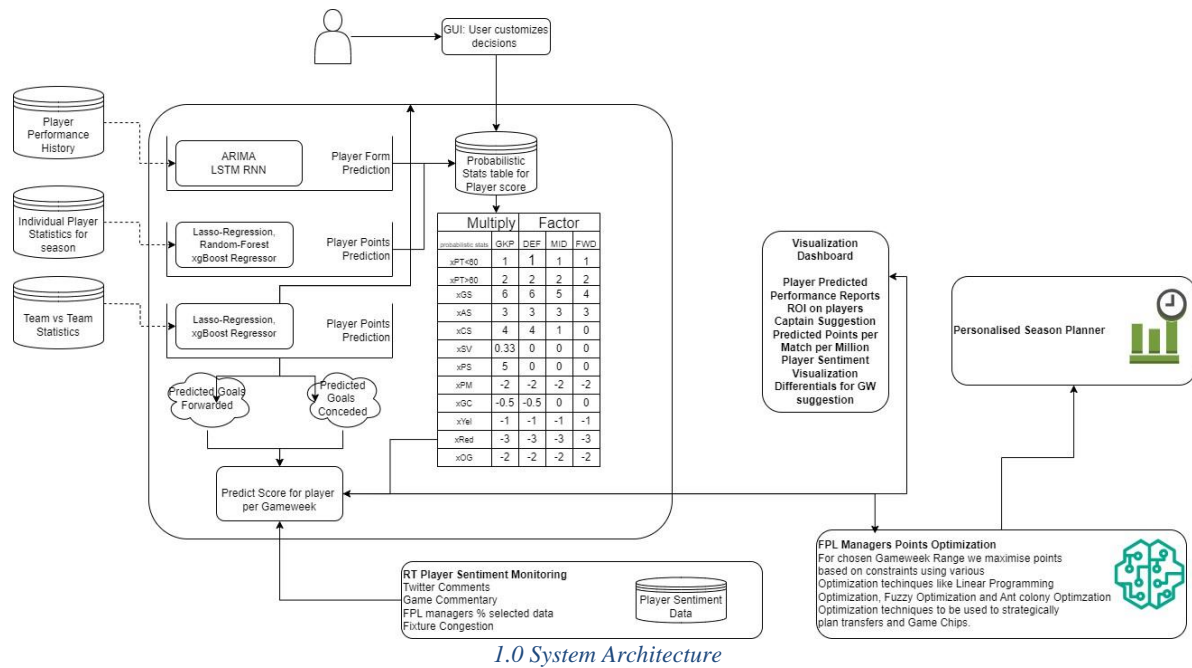 GUI: User customizes
decisions
Player
Performance
History
ARIMA
LSTM RNN
Player Form
Prediction
Probabilistic
Stats table for
Player score
Individual Player
Statistics for
season
Lasso-Regression,
Random-Forest
xgBoost Regressor
Player Points
Prediction
Team vs Team
Statistics
Lasso-Regression,
xgBoost Regressor
Player Points
Prediction
Predicted Goals
Forwarded
Predicted
Goals
Conceded
Predict Score for player
per Gameweek
Multiply Factor
probabilistic stats GKP DEF MID FWD
xPT<60 1 1 1 1
xPT>60 2 2 2 2
xGS 6 6 5 4
xAS 3 3 3 3
xCS 4 4 1 0
xSV 0.33 0 0 0
xPS 5 0 0 0
xPM -2 -2 -2 -2
xGC -0.5 -0.5 0 0
xYel -1 -1 -1 -1
xRed -3 -3 -3 -3
xOG -2 -2 -2 -2
Visualization
Dashboard
Player Predicted
Performance Reports
ROI on players
Captain Suggestion
Predicted Points per
Match per Million
Player Sentiment
Visualization
Differentials for GW
suggestion
Personalised Season Planner
RT Player Sentiment Monitoring
Twitter Comments
Game Commentary
FPL managers % selected data
Fixture Congestion
Player Sentiment
Data
FPL Managers Points Optimization
For chosen Gameweek Range we maximise points
based on constraints using various
Optimization techinques like Linear Programming
Optimization, Fuzzy Optimization and Ant colony Optimzation
Optimization techniques to be used to strategically
plan transfers and Game Chips.
1.0 System Architecture